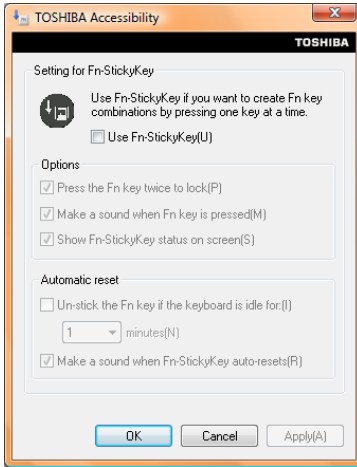 TOSHIBA Accessibility
TOSHIBA
Setting for Fn-StickyKey
Use Fn-StickyKey if you want to create Fn key
combinations by pressing one key at a time.
Use Fn-StickyKey(U)
Options
Press the Fn key twice to lock(P)
Make a sound when Fn key is pressed(M)
Show Fn-StickyKey status on screen(S)
Automatic reset
Un-stick the Fn key if the keyboard is idle for:(I)
1 minutes(N)
Make a sound when Fn-StickyKey auto-resets(R)
OK Cancel Apply(A)